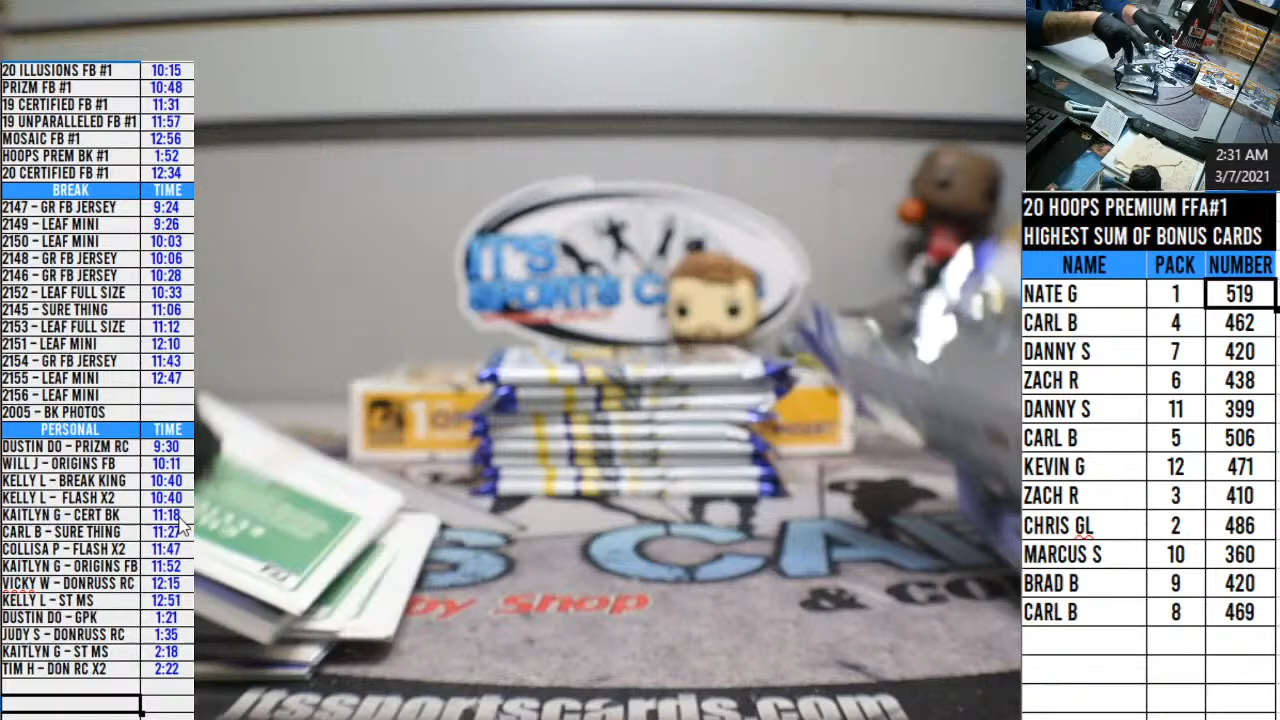 20 ILLUSIONS FB #1 10:15
PRIZM FB #1 10:48
19 CERTIFIED FB #1 11:31
19 UNPARALLELED FB #1 11:57
MOSAIC FB #1 12:56
HOOPS PREM BK #1 1:52
20 CERTIFIED FB #1 12:34
BREAK TIME
2147 – GR FB JERSEY 9:24
2149 – LEAF MINI 9:26
2150 – LEAF MINI 10:03
2148 – GR FB JERSEY 10:06
2146 – GR FB JERSEY 10:28
2152 – LEAF FULL SIZE 10:33
2145 – SURE THING 11:06
2153 – LEAF FULL SIZE 11:12
2151 – LEAF MINI 12:10
2154 – GR FB JERSEY 11:43
2155 – LEAF MINI 12:47
2156 – LEAF MINI
2005 – BK PHOTOS
PERSONAL TIME
DUSTIN DO – PRIZM RC 9:30
WILL J – ORIGINS FB 10:11
KELLY L – BREAK KING 10:40
KELLY L – FLASH X2 10:40
KAITLYN G – CERT BK 11:18
CARL B – SURE THING 11:27
COLLISA P – FLASH X2 11:47
KAITLYN G – ORIGINS FB 11:52
VICKY W – DONRUSS RC 12:15
KELLY L – ST MS 12:51
DUSTIN DO – GPK 1:21
JUDY S – DONRUSS RC 1:35
KAITLYN G – ST MS 2:18
TIM H – DON RC X2 2:22
IT'S
SPORTS
by Shop
& CO
jtssportscards.com
2:31 AM
3/7/2021
20 HOOPS PREMIUM FFA#1
HIGHEST SUM OF BONUS CARDS
NAME PACK NUMBER
NATE G 1 519
CARL B 4 462
DANNY S 7 420
ZACH R 6 438
DANNY S 11 399
CARL B 5 506
KEVIN G 12 471
ZACH R 3 410
CHRIS GL 2 486
MARCUS S 10 360
BRAD B 9 420
CARL B 8 469